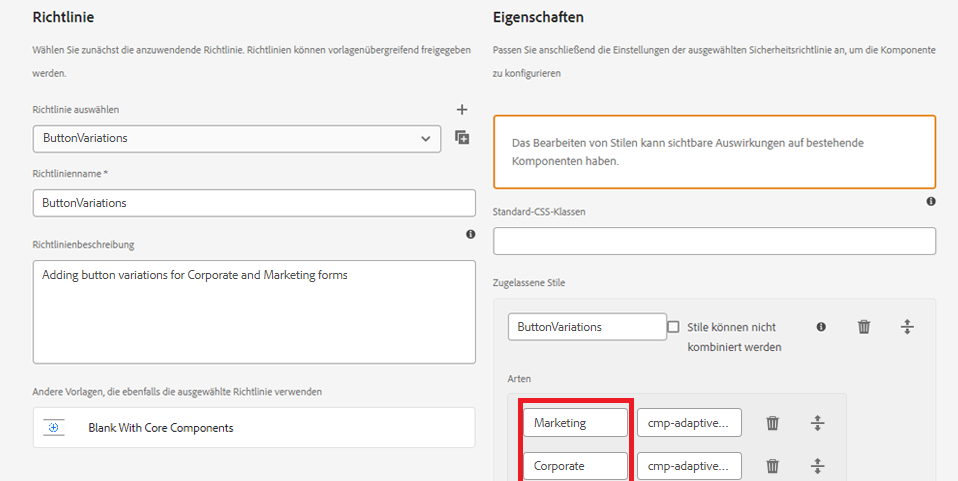 Richtlinie
Wählen Sie zunächst die anzuwendende Richtlinie. Richtlinien können vorlagenübergreifend freigegeben
werden.
Richtlinie auswählen
ButtonVariations
Richtlinienname *
ButtonVariations
Richtlinienbeschreibung
Adding button variations for Corporate and Marketing forms
Andere Vorlagen, die ebenfalls die ausgewählte Richtlinie verwenden
Blank With Core Components
Eigenschaften
Passen Sie anschließend die Einstellungen der ausgewählten Sicherheitsrichtlinie an, um die Komponente
zu konfigurieren
Das Bearbeiten von Stilen kann sichtbare Auswirkungen auf bestehende
Komponenten haben.
Standard-CSS-Klassen
Zugelassene Stile
ButtonVariations
Stile können nicht
kombiniert werden
Arten
Marketing
cmp-adaptive...
Corporate
cmp-adaptive...